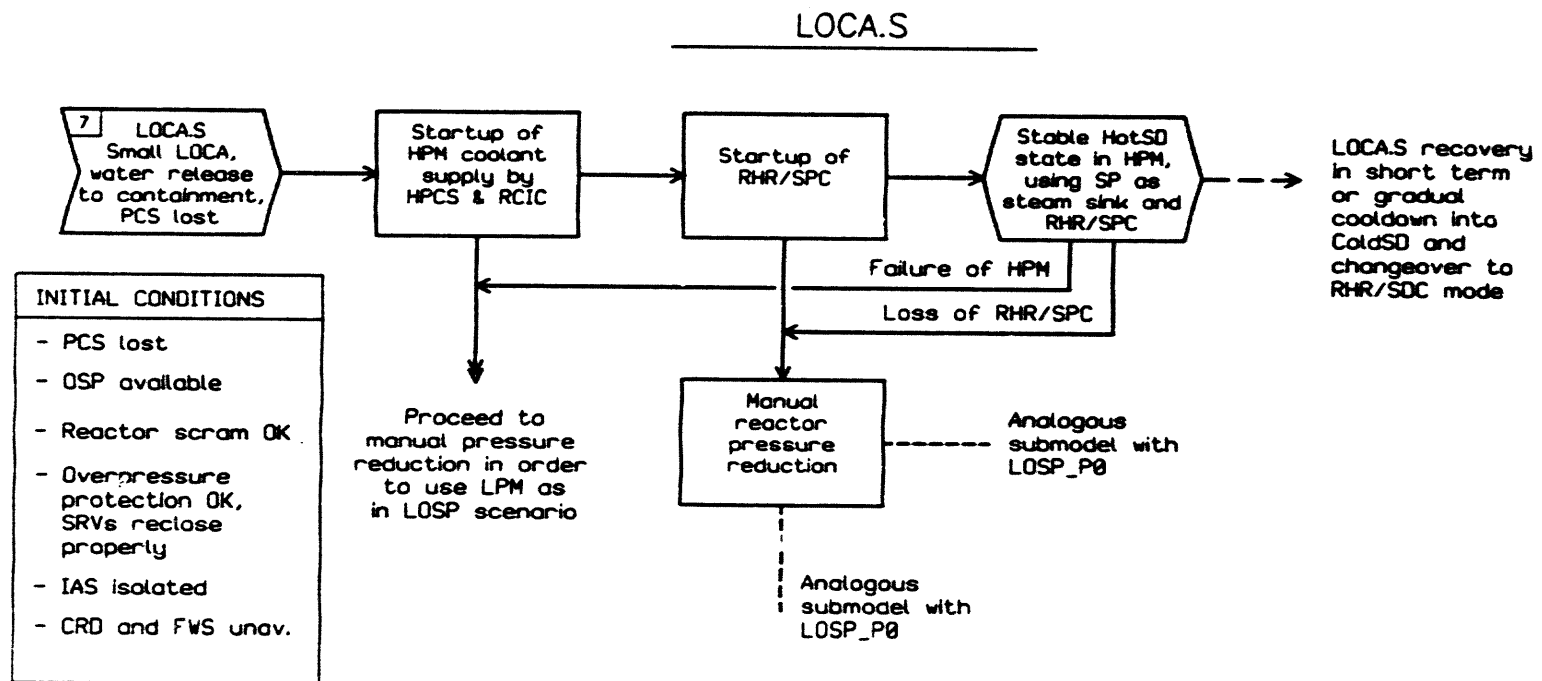 LOCA.S
7
LOCA.S
Small LOCA,
water release
to containment,
PCS lost
Startup of
HPM coolant
supply by
HPCS & RCIC
Startup of
RHR/SPC
Stable HotSD
state in HPM,
using SP as
steam sink and
RHR/SPC
LOCA.S recovery
in short term
or gradual
cooldown into
ColdSD and
changeover to
RHR/SDC mode
Failure of HPM
Loss of RHR/SPC
INITIAL CONDITIONS
- PCS lost
- OSP available
- Reactor scram OK
- Overpressure
protection OK,
SRVs reclose
properly
- IAS isolated
- CRD and FWS unav.
Proceed to
manual pressure
reduction in order
to use LPM as
in LOSP scenario
Manual
reactor
pressure
reduction
Analogous
submodel with
LOSP_P0
Analogous
submodel with
LOSP_P0